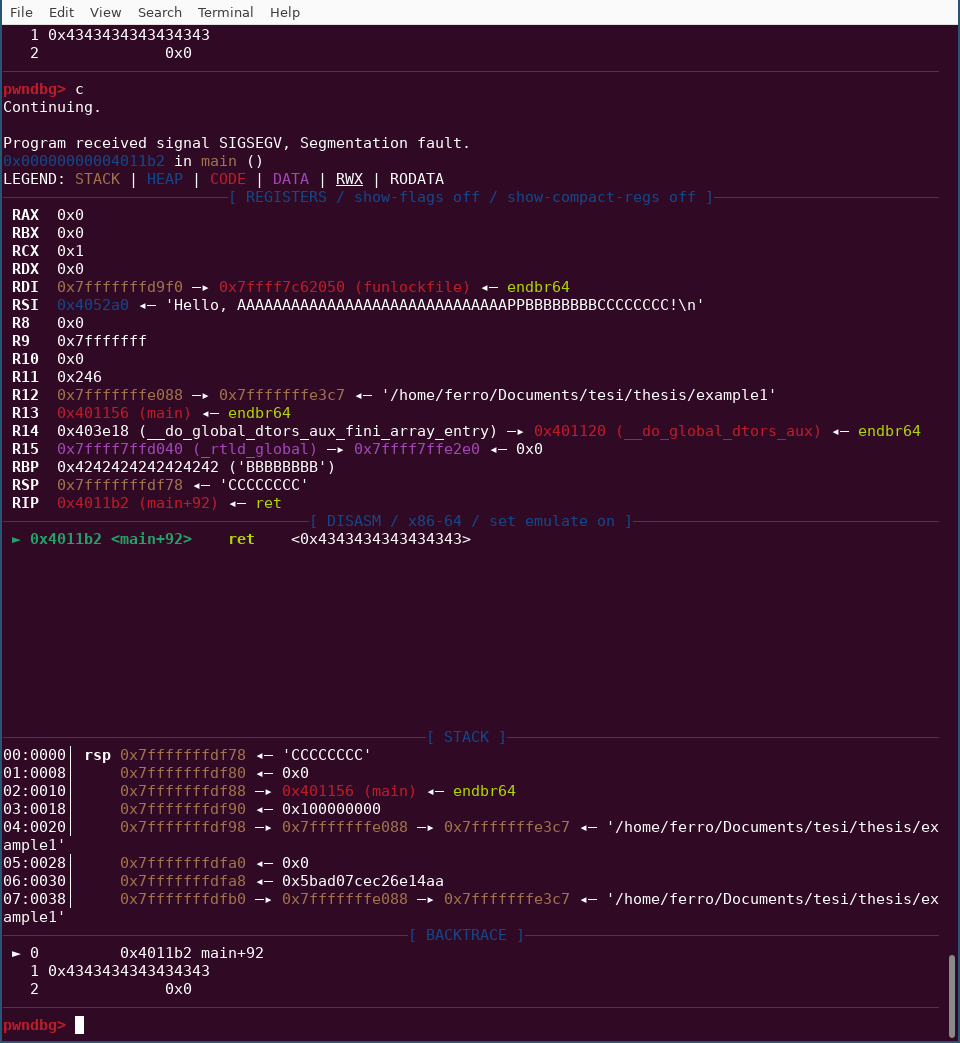 File Edit View Search Terminal Help
1 0x4343434343434343
2 0x0
pwndbg> c
Continuing.
Program received signal SIGSEGV, Segmentation fault.
0x00000000004011b2 in main ()
LEGEND: STACK | HEAP | CODE | DATA | RWX | RODATA
[ REGISTERS / show-flags off / show-compact-regs off ]
RAX 0x0
RBX 0x0
RCX 0x1
RDX 0x0
RDI 0x7fffffffd9f0 —▸ 0x7ffff7c62050 (funlockfile) ◂— endbr64
RSI 0x4052a0 ◂— 'Hello, AAAAAAAAAAAAAAAAAAAAAAAAAAAAAAPPBBBBBBBBCCCCCCCC!\n'
R8 0x0
R9 0x7fffffff
R10 0x0
R11 0x246
R12 0x7fffffffe088 —▸ 0x7fffffffe3c7 ◂— '/home/ferro/Documents/tesi/thesis/example1'
R13 0x401156 (main) ◂— endbr64
R14 0x403e18 (__do_global_dtors_aux_fini_array_entry) —▸ 0x401120 (__do_global_dtors_aux) ◂— endbr64
R15 0x7ffff7ffd040 (_rtld_global) —▸ 0x7ffff7ffe2e0 ◂— 0x0
RBP 0x4242424242424242 ('BBBBBBBB')
RSP 0x7fffffffdf78 ◂— 'CCCCCCCC'
RIP 0x4011b2 (main+92) ◂— ret
[ DISASM / x86-64 / set emulate on ]
► 0x4011b2 <main+92> ret <0x4343434343434343>
[ STACK ]
00:0000│ rsp 0x7fffffffdf78 ◂— 'CCCCCCCC'
01:0008│ 0x7fffffffdf80 ◂— 0x0
02:0010│ 0x7fffffffdf88 —▸ 0x401156 (main) ◂— endbr64
03:0018│ 0x7fffffffdf90 ◂— 0x100000000
04:0020│ 0x7fffffffdf98 —▸ 0x7fffffffe088 —▸ 0x7fffffffe3c7 ◂— '/home/ferro/Documents/tesi/thesis/ex
ample1'
05:0028│ 0x7fffffffdfa0 ◂— 0x0
06:0030│ 0x7fffffffdfa8 ◂— 0x5bad07cec26e14aa
07:0038│ 0x7fffffffdfb0 —▸ 0x7fffffffe088 —▸ 0x7fffffffe3c7 ◂— '/home/ferro/Documents/tesi/thesis/ex
ample1'
[ BACKTRACE ]
► 0 0x4011b2 main+92
1 0x4343434343434343
2 0x0
pwndbg>